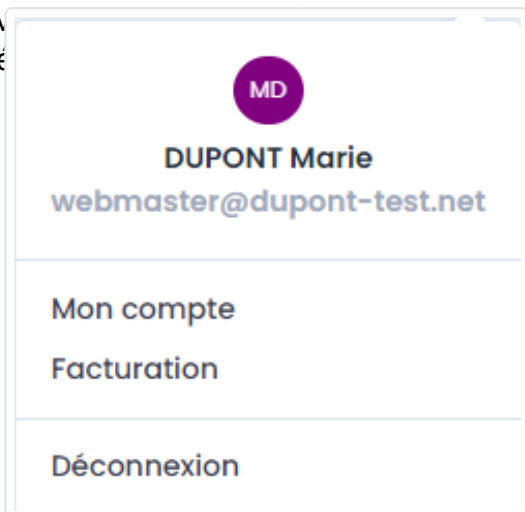 MD
DUPONT Marie
webmaster@dupont-test.net
Mon compte
Facturation
Déconnexion